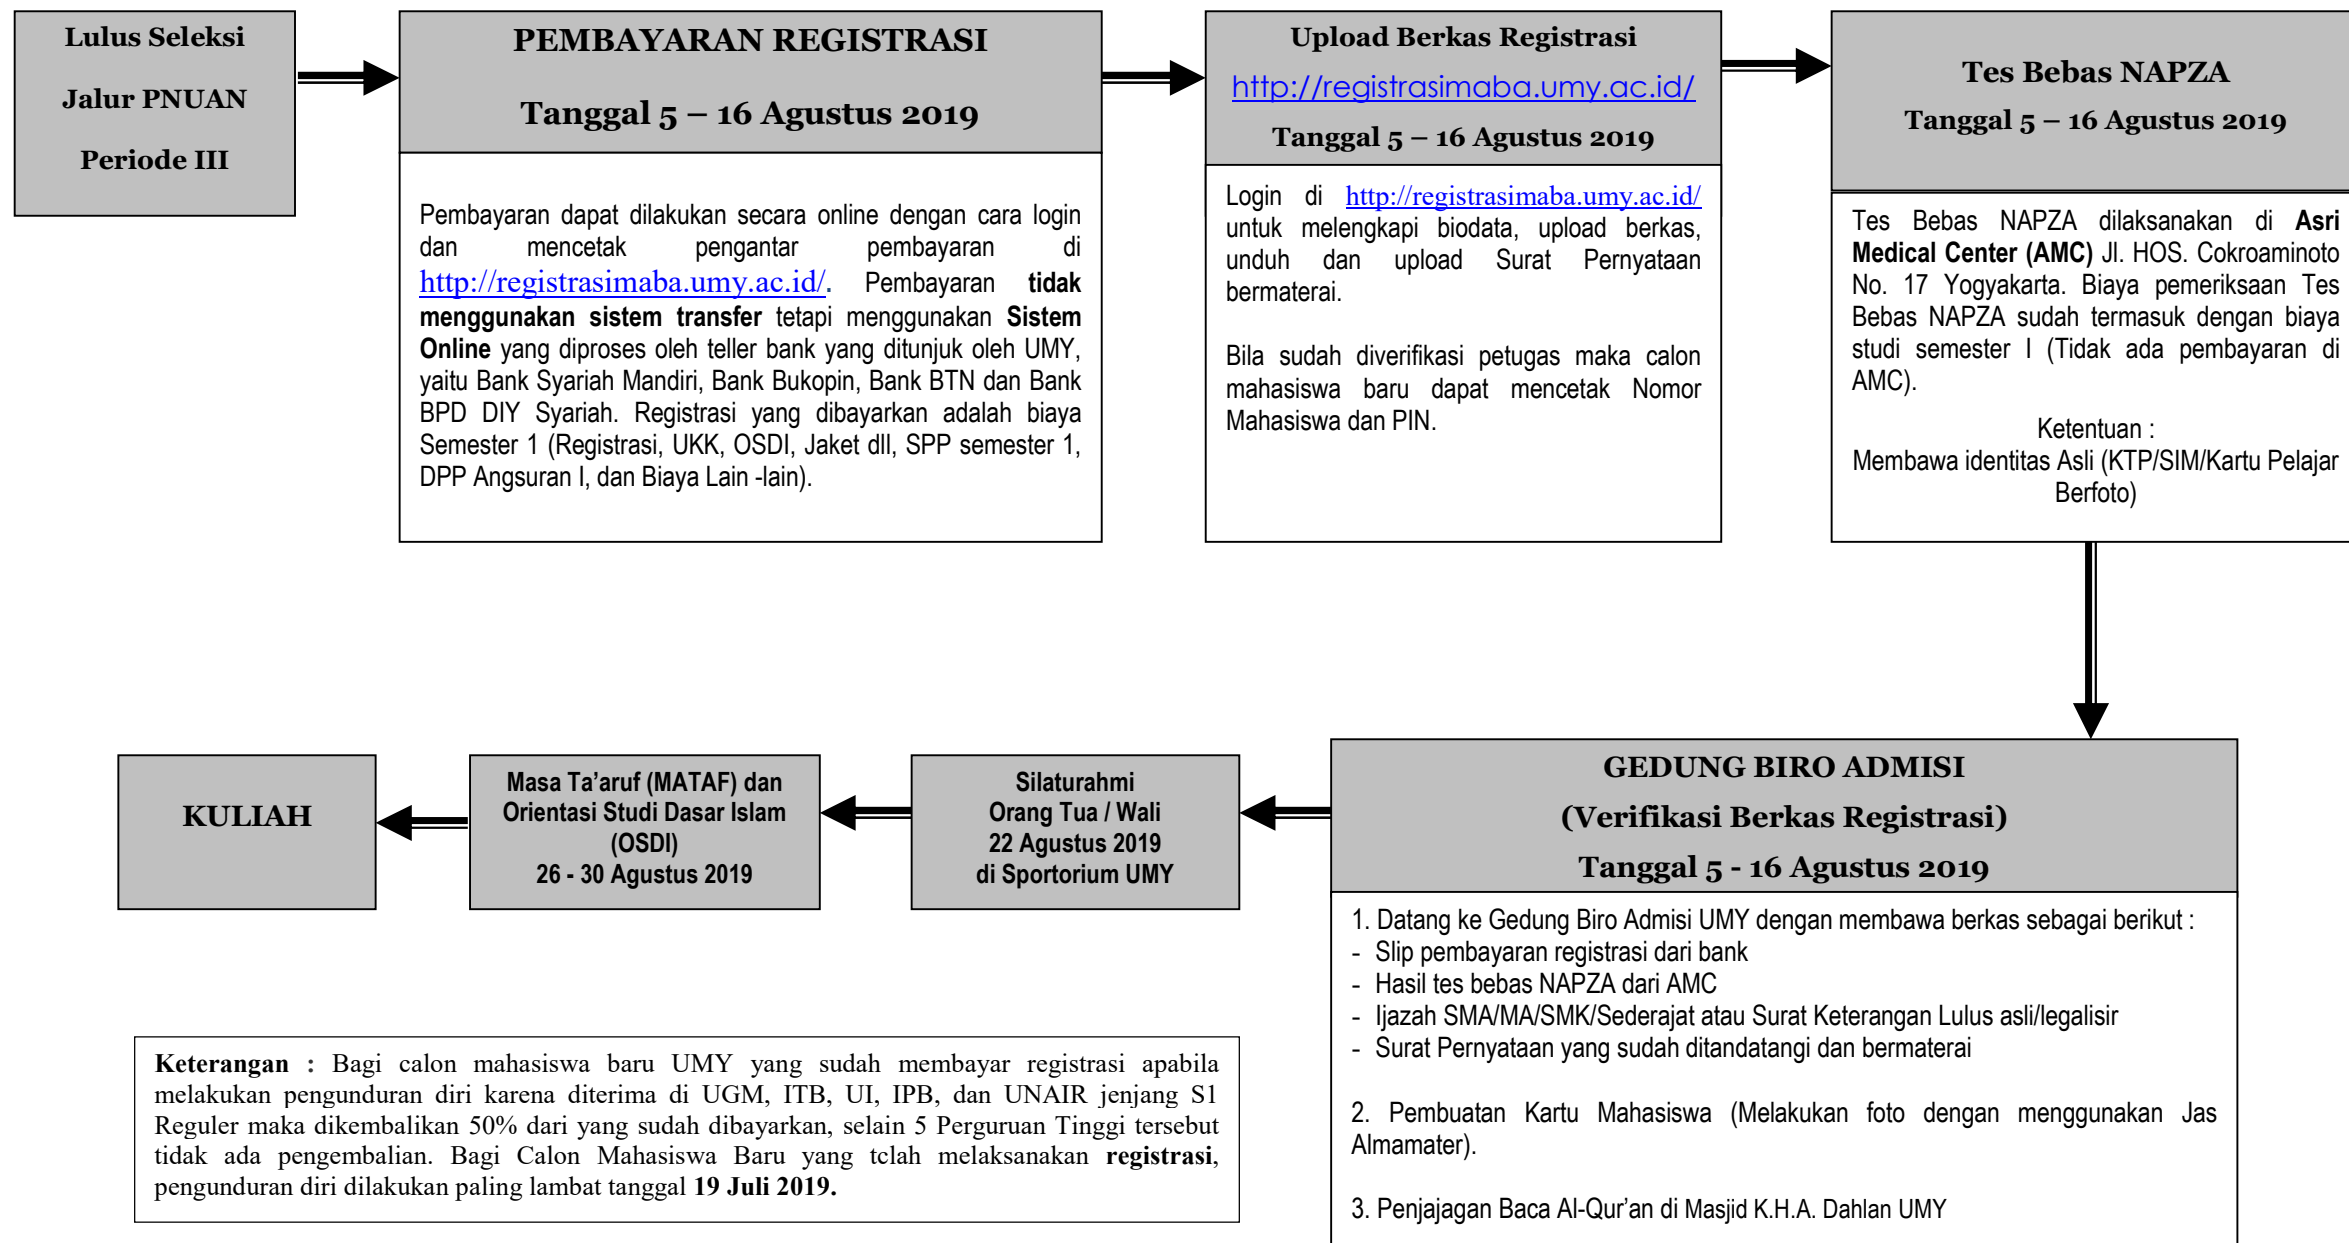 Lulus Seleksi
Jalur PNUAN
Periode III
PEMBAYARAN REGISTRASI
Tanggal 5 – 16 Agustus 2019
Pembayaran dapat dilakukan secara online dengan cara login
dan mencetak pengantar pembayaran di
http://registrasimaba.umy.ac.id/. Pembayaran tidak
menggunakan sistem transfer tetapi menggunakan Sistem
Online yang diproses oleh teller bank yang ditunjuk oleh UMY,
yaitu Bank Syariah Mandiri, Bank Bukopin, Bank BTN dan Bank
BPD DIY Syariah. Registrasi yang dibayarkan adalah biaya
Semester 1 (Registrasi, UKK, OSDI, Jaket dll, SPP semester 1,
DPP Angsuran I, dan Biaya Lain -lain).
Upload Berkas Registrasi
http://registrasimaba.umy.ac.id/
Tanggal 5 – 16 Agustus 2019
Login di http://registrasimaba.umy.ac.id/
untuk melengkapi biodata, upload berkas,
unduh dan upload Surat Pernyataan
bermaterai.
Bila sudah diverifikasi petugas maka calon
mahasiswa baru dapat mencetak Nomor
Mahasiswa dan PIN.
Tes Bebas NAPZA
Tanggal 5 – 16 Agustus 2019
Tes Bebas NAPZA dilaksanakan di Asri
Medical Center (AMC) Jl. HOS. Cokroaminoto
No. 17 Yogyakarta. Biaya pemeriksaan Tes
Bebas NAPZA sudah termasuk dengan biaya
studi semester I (Tidak ada pembayaran di
AMC).
Ketentuan :
Membawa identitas Asli (KTP/SIM/Kartu Pelajar
Berfoto)
GEDUNG BIRO ADMISI
(Verifikasi Berkas Registrasi)
Tanggal 5 - 16 Agustus 2019
1. Datang ke Gedung Biro Admisi UMY dengan membawa berkas sebagai berikut :
- Slip pembayaran registrasi dari bank
- Hasil tes bebas NAPZA dari AMC
- Ijazah SMA/MA/SMK/Sederajat atau Surat Keterangan Lulus asli/legalisir
- Surat Pernyataan yang sudah ditandatangi dan bermaterai
2. Pembuatan Kartu Mahasiswa (Melakukan foto dengan menggunakan Jas
Almamater).
3. Penjajagan Baca Al-Qur’an di Masjid K.H.A. Dahlan UMY
Silaturahmi
Orang Tua / Wali
22 Agustus 2019
di Sportorium UMY
Masa Ta’aruf (MATAF) dan
Orientasi Studi Dasar Islam
(OSDI)
26 - 30 Agustus 2019
KULIAH
Keterangan : Bagi calon mahasiswa baru UMY yang sudah membayar registrasi apabila
melakukan pengunduran diri karena diterima di UGM, ITB, UI, IPB, dan UNAIR jenjang S1
Reguler maka dikembalikan 50% dari yang sudah dibayarkan, selain 5 Perguruan Tinggi tersebut
tidak ada pengembalian. Bagi Calon Mahasiswa Baru yang tclah melaksanakan registrasi,
pengunduran diri dilakukan paling lambat tanggal 19 Juli 2019.